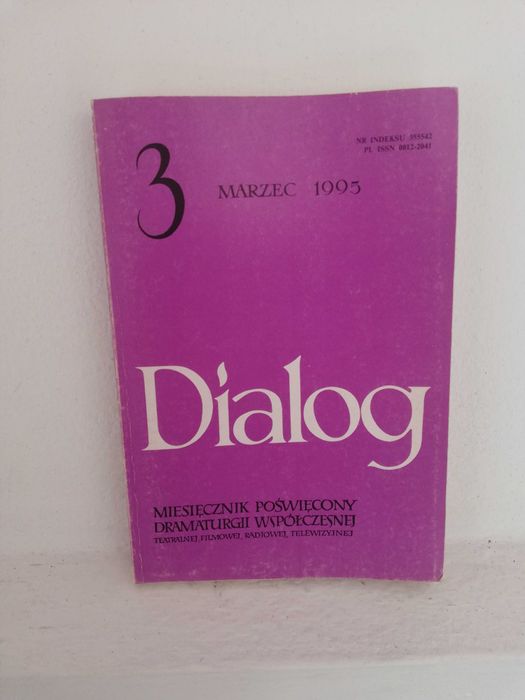 NR INDEKSU 355542
PL ISSN 0012-2041
3
MARZEC 1995
Dialog
MIESIĘCZNIK POŚWIĘCONY
DRAMATURGII WSPÓŁCZESNEJ
TEATRALNEJ, FILMOWEJ, RADIOWEJ, TELEWIZYJNEJ